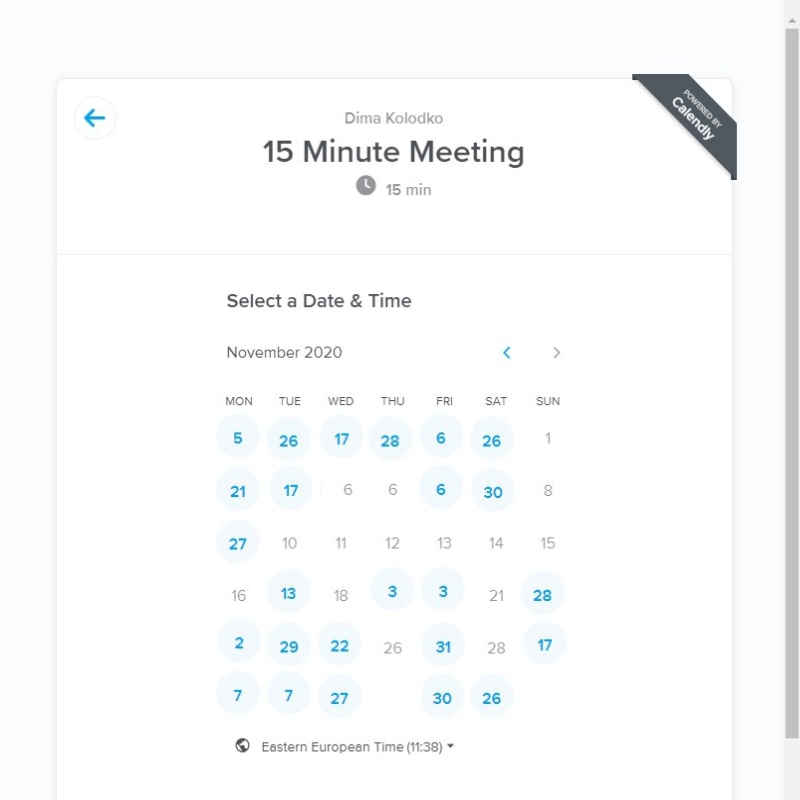 POWERED BY
Calendly
Dima Kolodko
15 Minute Meeting
15 min
Select a Date & Time
November 2020
MON TUE WED THU FRI SAT SUN
5 26 17 28 6 26 1
21 17 6 6 6 30 8
27 10 11 12 13 14 15
16 13 18 3 3 21 28
2 29 22 26 31 28 17
7 7 27 30 26
Eastern European Time (11:38)